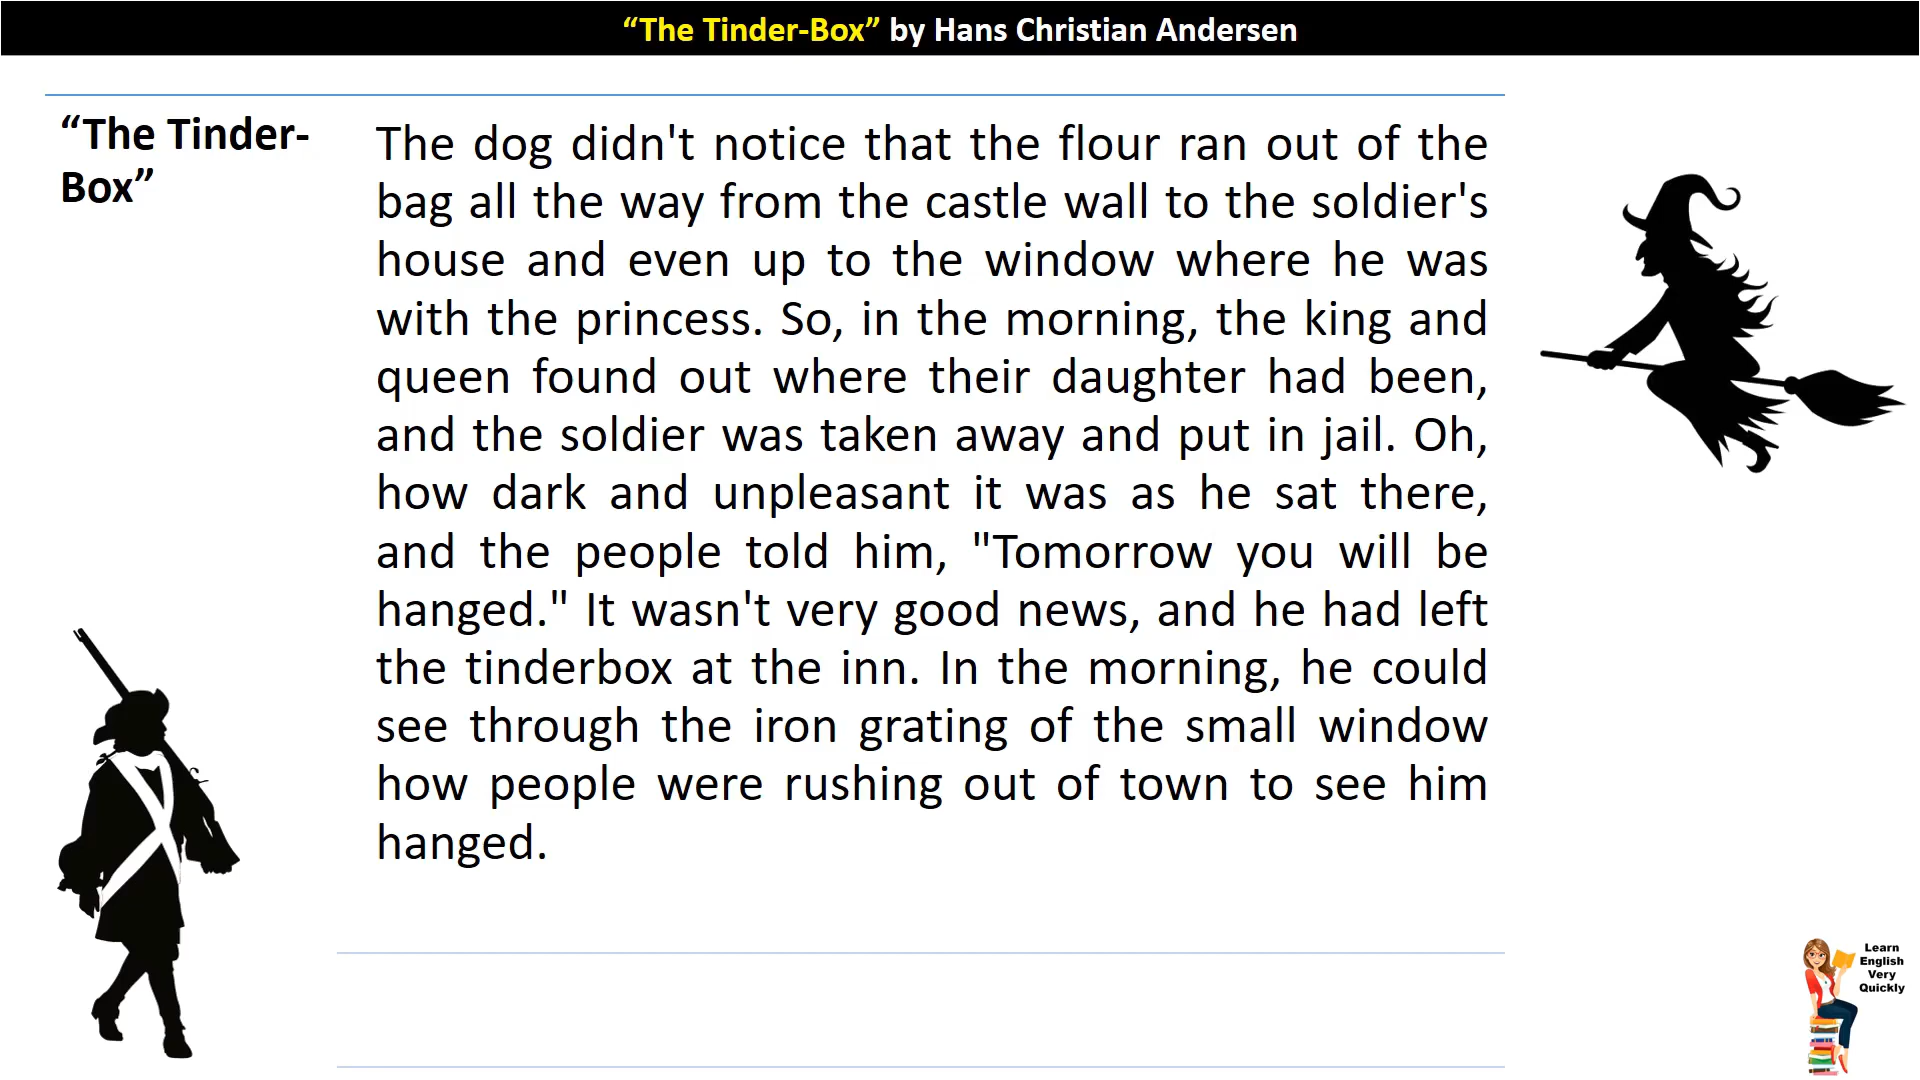 “The Tinder-Box” by Hans Christian Andersen
“The Tinder-
Box”
The dog didn't notice that the flour ran out of the
bag all the way from the castle wall to the soldier's
house and even up to the window where he was
with the princess. So, in the morning, the king and
queen found out where their daughter had been,
and the soldier was taken away and put in jail. Oh,
how dark and unpleasant it was as he sat there,
and the people told him, "Tomorrow you will be
hanged." It wasn't very good news, and he had left
the tinderbox at the inn. In the morning, he could
see through the iron grating of the small window
how people were rushing out of town to see him
hanged.
Learn
English
Very
Quickly